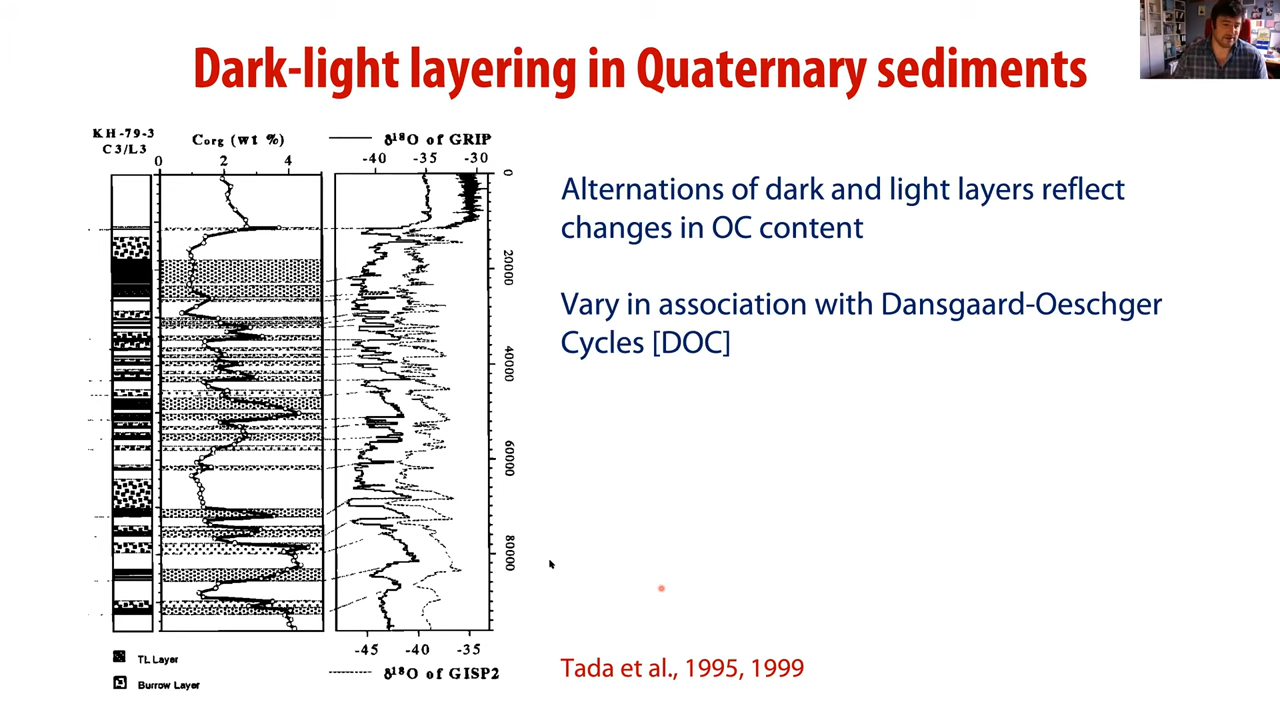 Dark-light layering in Quaternary sediments
KH-79-3
C3/L3
Corg (wt %)
δ¹⁸O of GRIP
0 2 4
-40 -35 -30
0
20000
40000
60000
80000
-45 -40 -35
δ¹⁸O of GISP2
TL Layer
Burrow Layer
Alternations of dark and light layers reflect
changes in OC content
Vary in association with Dansgaard-Oeschger
Cycles [DOC]
Tada et al., 1995, 1999